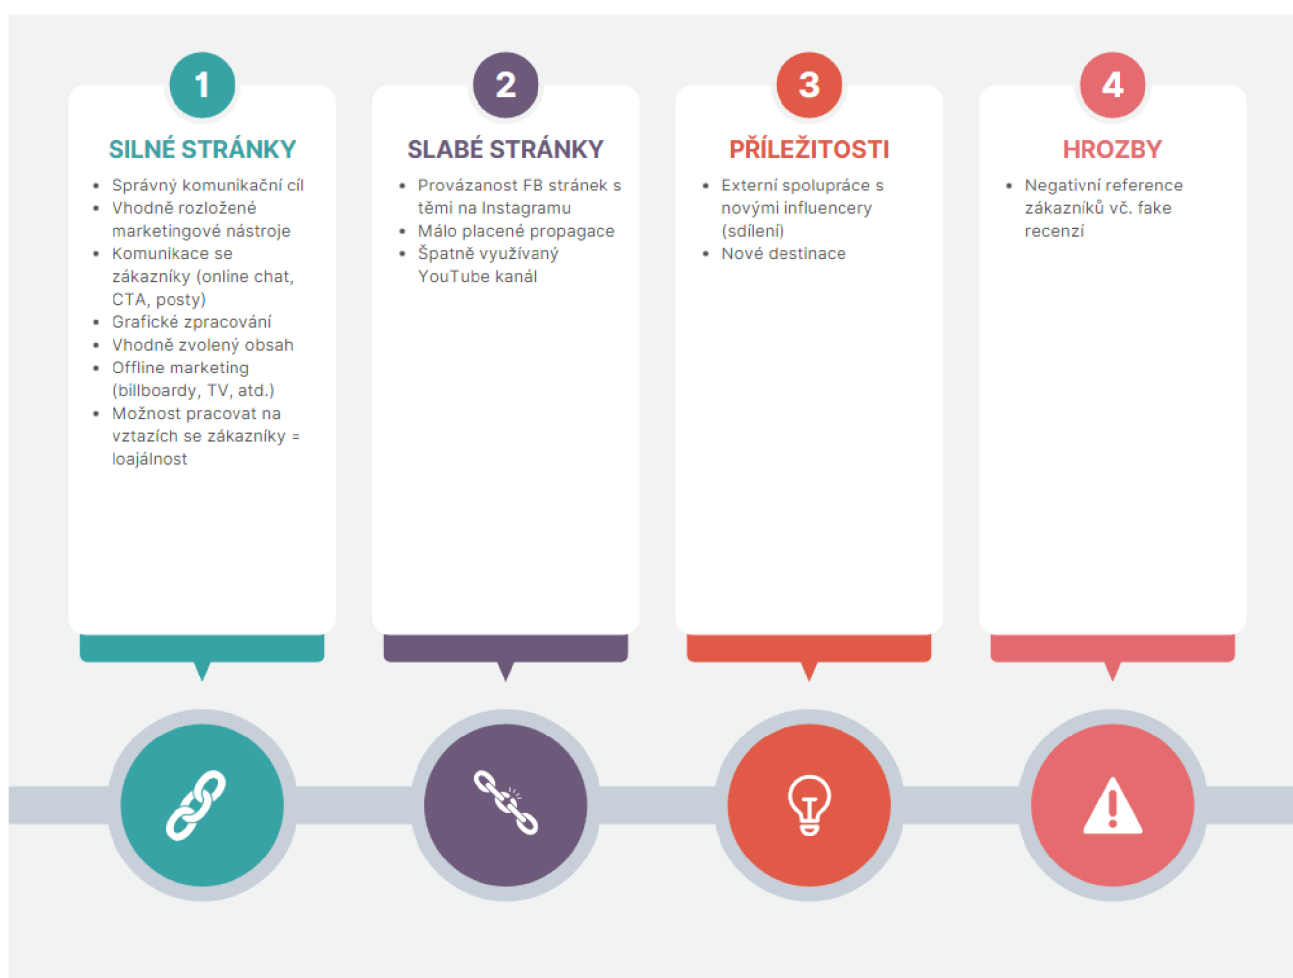 1
SILNÉ STRÁNKY
• Správný komunikační cíl
• Vhodně rozložené
marketingové nástroje
• Komunikace se
zákazníky (online chat,
CTA, posty)
• Grafické zpracování
• Vhodně zvolený obsah
• Offline marketing
(billboardy, TV, atd.)
• Možnost pracovat na
vztazích se zákazníky =
loajálnost
2
SLABÉ STRÁNKY
• Provázanost FB stránek s
těmi na Instagramu
• Málo placené propagace
• Špatně využívaný
YouTube kanál
3
PŘÍLEŽITOSTI
• Externí spolupráce s
novými influencery
(sdílení)
• Nové destinace
4
HROZBY
• Negativní reference
zákazníků vč. fake
recenzí